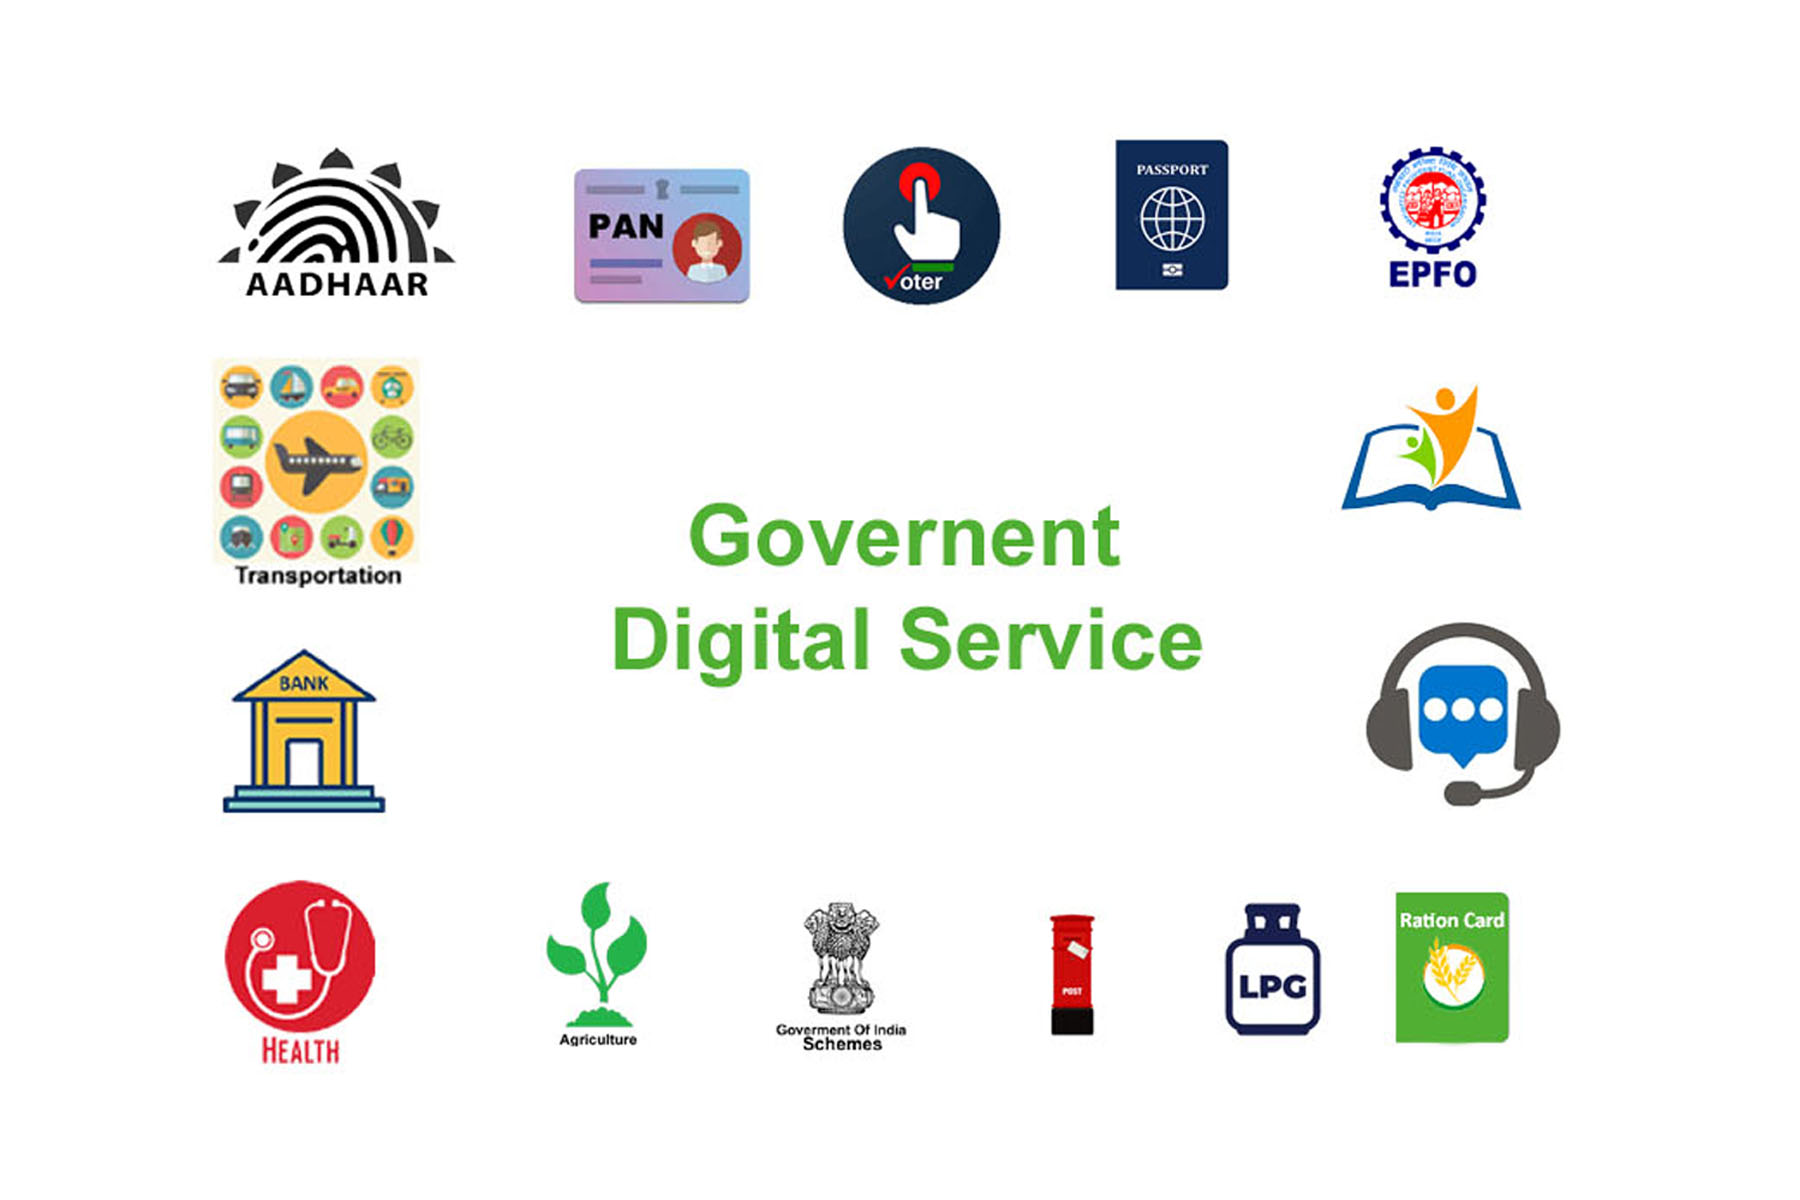 AADHAAR
PAN
Voter
PASSPORT
EPFO
Transportation
Governent
Digital Service
BANK
HEALTH
Agriculture
Goverment Of India
Schemes
POST
LPG
Ration Card